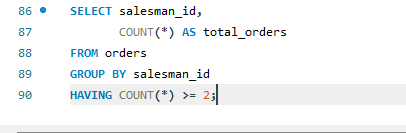 86 SELECT salesman_id,
87 COUNT(*) AS total_orders
88 FROM orders
89 GROUP BY salesman_id
90 HAVING COUNT(*) >= 2;